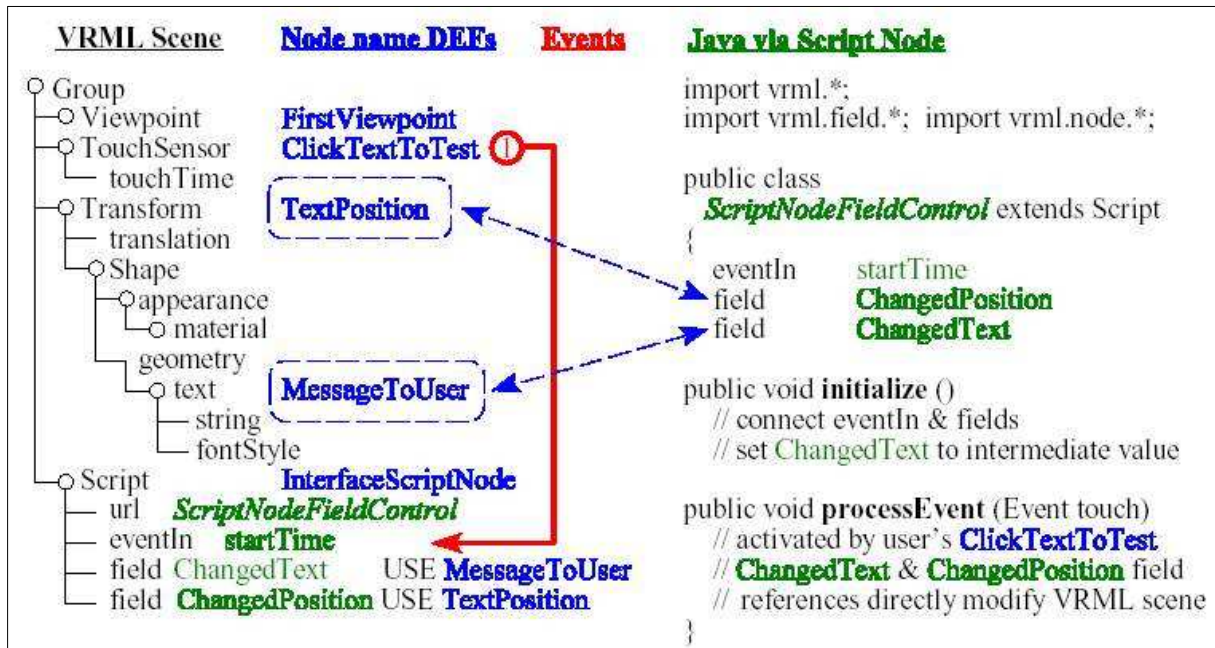 VRML Scene Node name DEFs Events Java via Script Node
Group import vrml.*;
Viewpoint FirstViewpoint import vrml.field.*; import vrml.node.*;
TouchSensor ClickTextToTest 1
touchTime public class
Transform TextPosition ScriptNodeFieldControl extends Script
translation {
Shape eventIn startTime
appearance field ChangedPosition
material field ChangedText
geometry
text MessageToUser public void initialize ()
string // connect eventIn & fields
fontStyle // set ChangedText to intermediate value
Script InterfaceScriptNode
url ScriptNodeFieldControl public void processEvent (Event touch)
eventIn startTime // activated by user's ClickTextToTest
field ChangedText USE MessageToUser // ChangedText & ChangedPosition field
field ChangedPosition USE TextPosition // references directly modify VRML scene
}